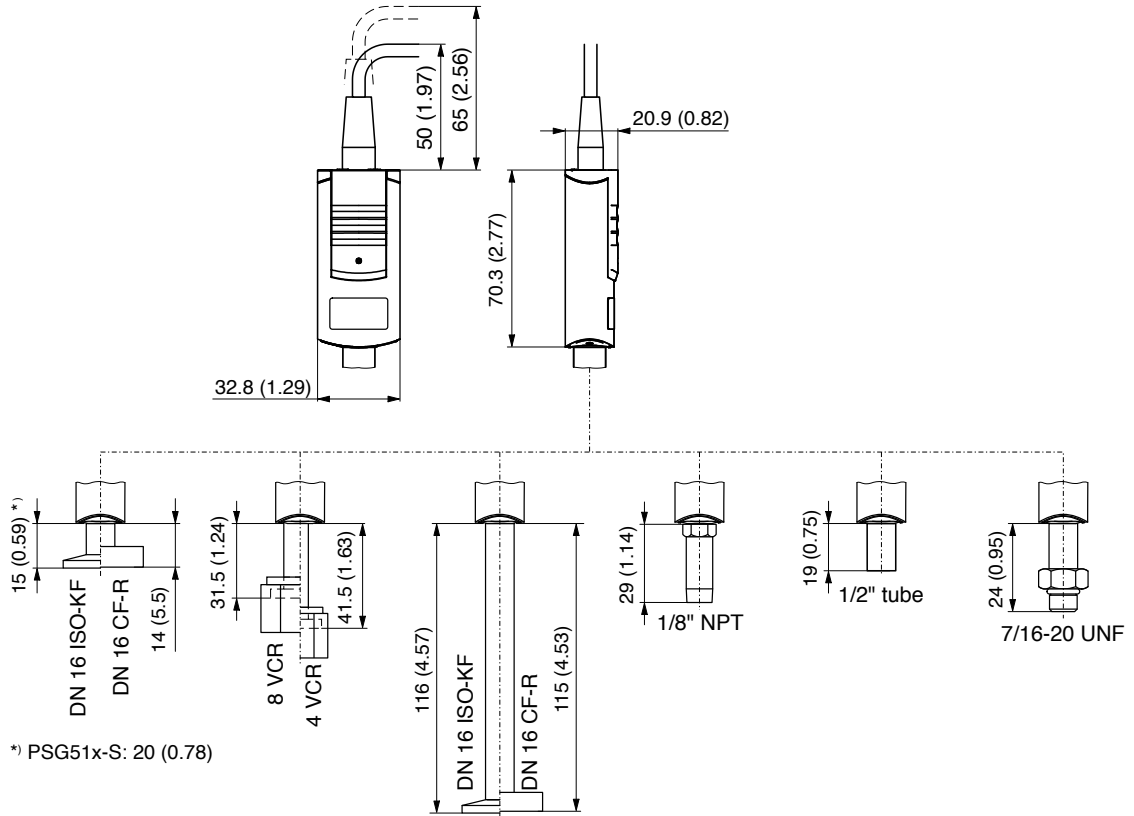 50 (1.97)
65 (2.56)
20.9 (0.82)
70.3 (2.77)
32.8 (1.29)
15 (0.59) *)
DN 16 ISO-KF
DN 16 CF-R
14 (5.5)
31.5 (1.24)
8 VCR
4 VCR
41.5 (1.63)
116 (4.57)
DN 16 ISO-KF
DN 16 CF-R
115 (4.53)
29 (1.14)
1/8" NPT
19 (0.75)
1/2" tube
24 (0.95)
7/16-20 UNF
*) PSG51x-S: 20 (0.78)